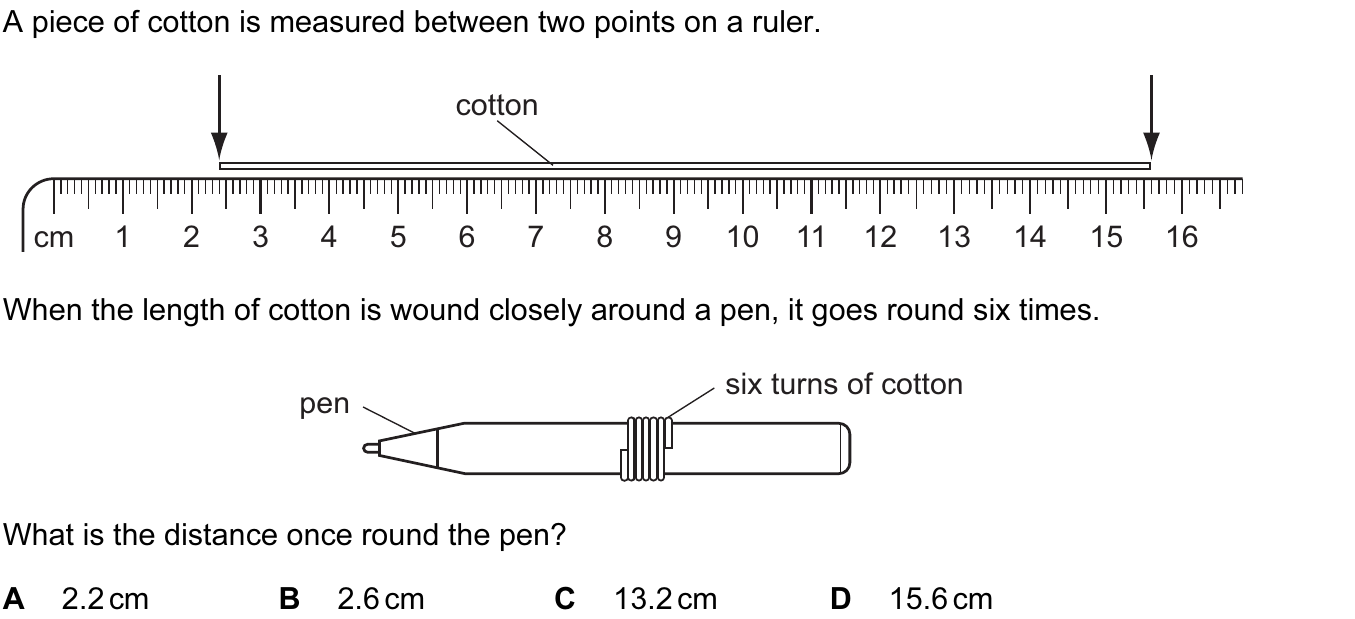 A piece of cotton is measured between two points on a ruler.
cotton
cm 1 2 3 4 5 6 7 8 9 10 11 12 13 14 15 16
When the length of cotton is wound closely around a pen, it goes round six times.
six turns of cotton
pen
What is the distance once round the pen?
A 2.2 cm B 2.6 cm C 13.2 cm D 15.6 cm